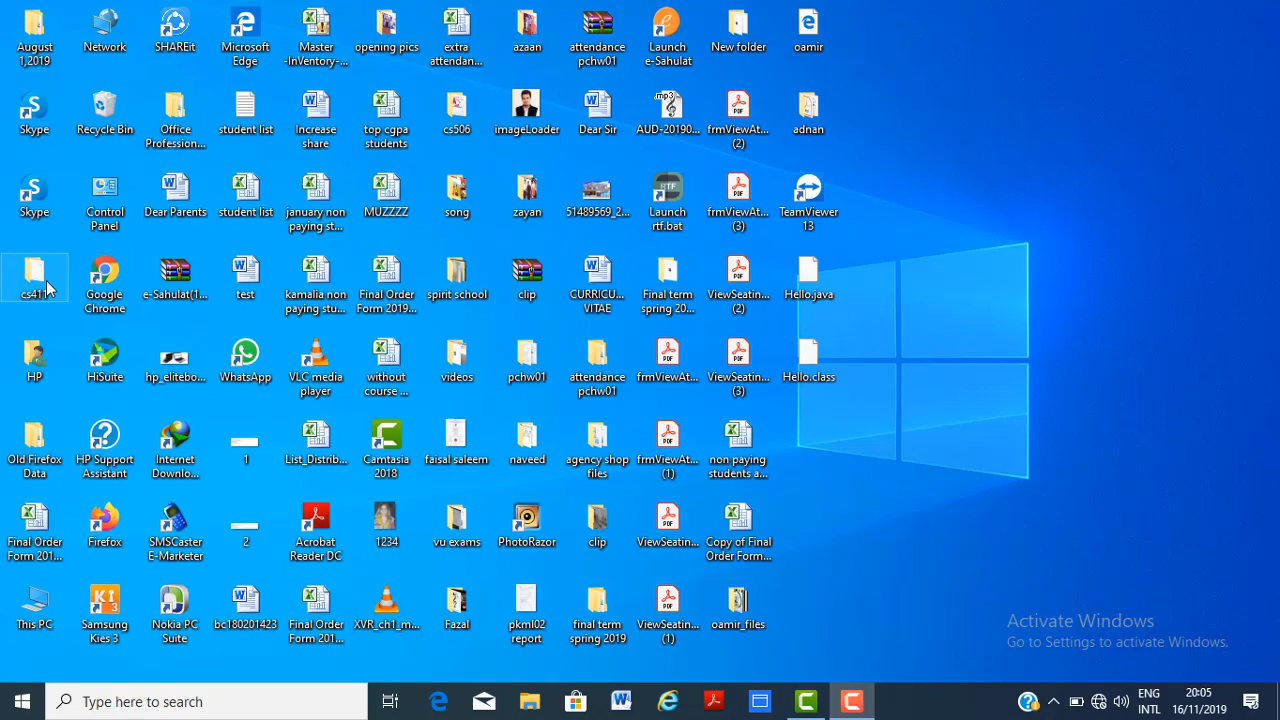 August
1,2019
Network
SHAREit
Microsoft
Edge
Master
-InVentory-...
opening pics
extra
attendan...
azaan
attendance
pchw01
Launch
e-Sahulat
New folder
oamir
Skype
Recycle Bin
Office
Profession...
student list
Increase
share
top cgpa
students
cs506
imageLoader
Dear Sir
.mp3
AUD-20190...
frmViewAt...
(2)
adnan
Skype
Control
Panel
Dear Parents
student list
january non
paying st...
MUZZZZ
song
zayan
51489569_2...
RTF
Launch
rtf.bat
frmViewAt...
(3)
TeamViewer
13
Google
Chrome
e-Sahulat(1...
test
kamalia non
paying stu...
Final Order
Form 2019...
spirit school
clip
CURRICU...
VITAE
Final term
spring 20...
ViewSeatin...
(2)
Hello.java
HP
HiSuite
hp_elitebo...
WhatsApp
VLC media
player
without
course ...
videos
pchw01
attendance
pchw01
frmViewAt...
ViewSeatin...
(3)
Hello.class
Old Firefox
Data
HP Support
Assistant
Internet
Downlo...
1
List_Distrib...
Camtasia
2018
faisal saleem
naveed
agency shop
files
frmViewAt...
(1)
non paying
students a...
Final Order
Form 201...
Firefox
SMSCaster
E-Marketer
2
Acrobat
Reader DC
1234
vu exams
PhotoRazor
clip
ViewSeatin...
Copy of Final
Order Form...
This PC
Samsung
Kies 3
Nokia PC
Suite
bc180201423
Final Order
Form 201...
XVR_ch1_m...
Fazal
pkml02
report
final term
spring 2019
ViewSeatin...
(1)
oamir_files
Activate Windows
Go to Settings to activate Windows.
Type here to search
ENG
INTL
20:05
16/11/2019